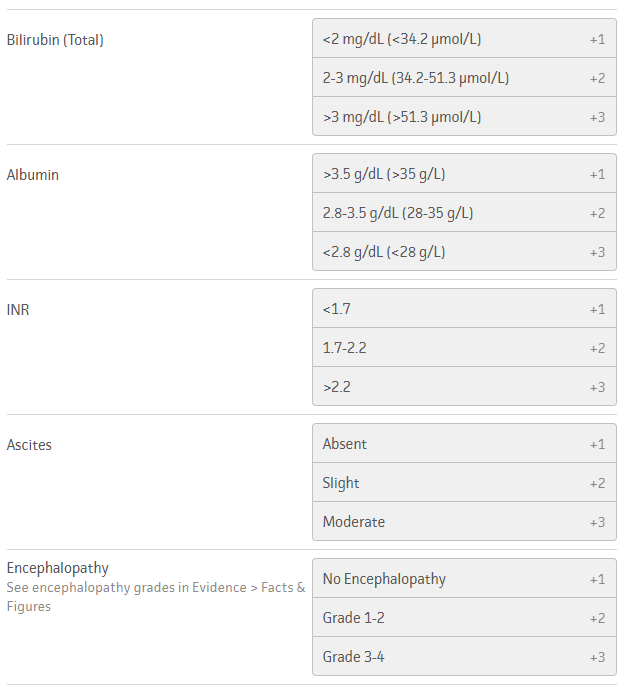 Bilirubin (Total)
<2 mg/dL (<34.2 µmol/L) +1
2-3 mg/dL (34.2-51.3 µmol/L) +2
>3 mg/dL (>51.3 µmol/L) +3
Albumin
>3.5 g/dL (>35 g/L) +1
2.8-3.5 g/dL (28-35 g/L) +2
<2.8 g/dL (<28 g/L) +3
INR
<1.7 +1
1.7-2.2 +2
>2.2 +3
Ascites
Absent +1
Slight +2
Moderate +3
Encephalopathy
See encephalopathy grades in Evidence > Facts &
Figures
No Encephalopathy +1
Grade 1-2 +2
Grade 3-4 +3